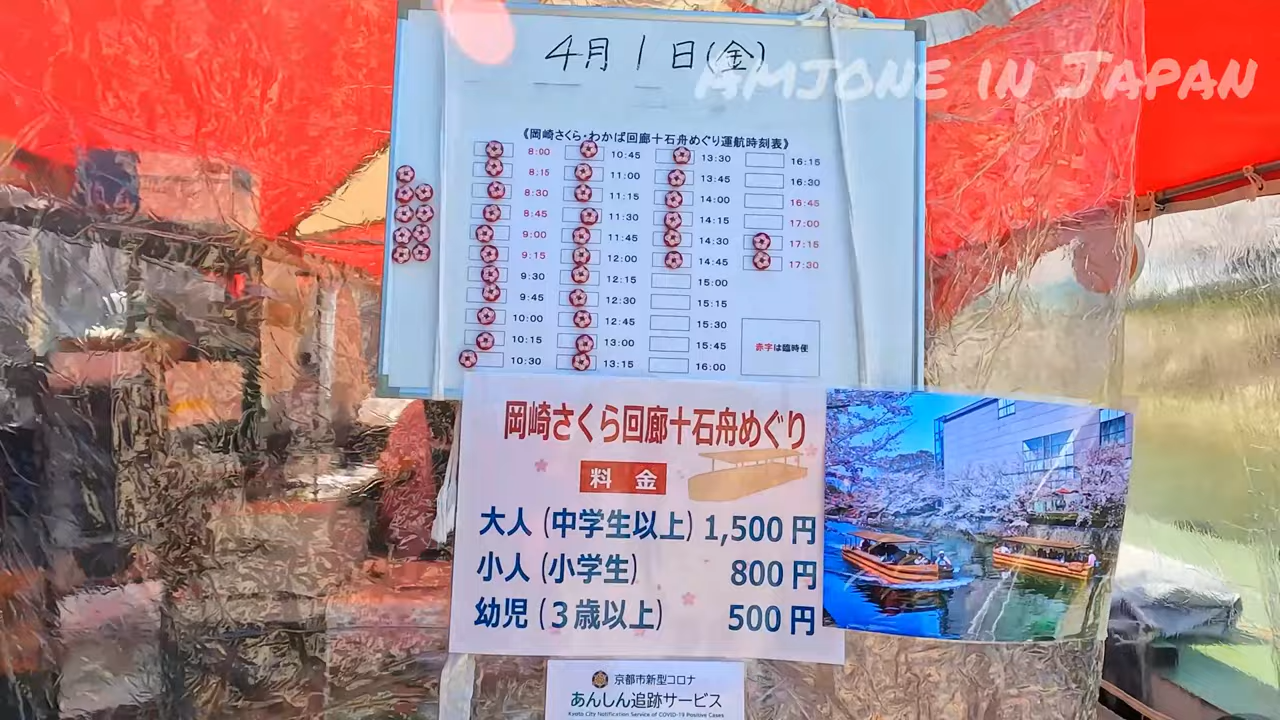 4月1日(金)
AMJONE IN JAPAN
《岡崎さくら・わかば回廊十石舟めぐり運航時刻表》
8:00 10:45 13:30 16:15
8:15 11:00 13:45 16:30
8:30 11:15 14:00 16:45
8:45 11:30 14:15 17:00
9:00 11:45 14:30 17:15
9:15 12:00 14:45 17:30
9:30 12:15 15:00
9:45 12:30 15:15
10:00 12:45 15:30
10:15 13:00 15:45
10:30 13:15 16:00
赤字は臨時便
岡崎さくら回廊十石舟めぐり
料金
大人(中学生以上) 1,500円
小人(小学生) 800円
幼児(3歳以上) 500円
京都市新型コロナ
あんしん追跡サービス
Kyoto City Notification Service of COVID-19 Positive Cases